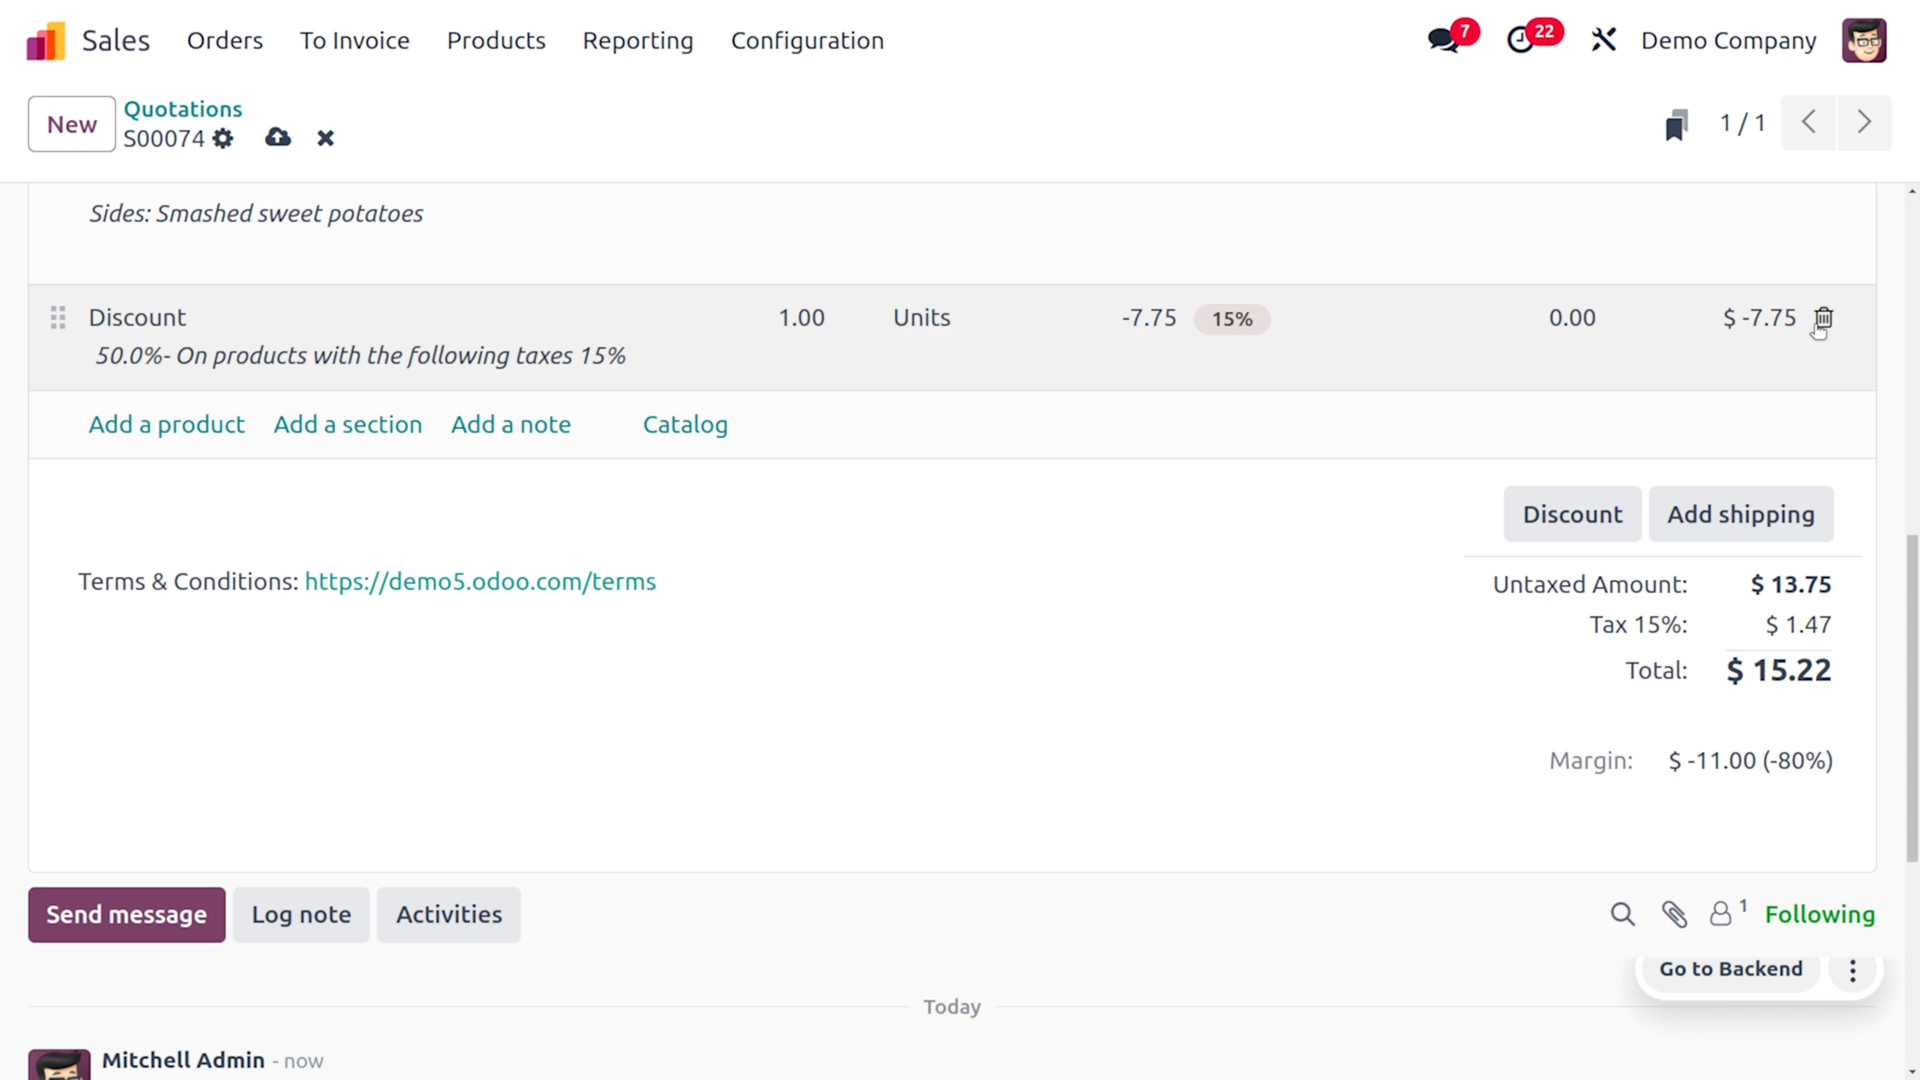 Sales Orders To Invoice Products Reporting Configuration 7 22 Demo Company
New Quotations
S00074 1 / 1
Sides: Smashed sweet potatoes
Discount 1.00 Units -7.75 15% 0.00 $ -7.75
50.0%- On products with the following taxes 15%
Add a product Add a section Add a note Catalog
Discount Add shipping
Terms & Conditions: https://demo5.odoo.com/terms
Untaxed Amount: $ 13.75
Tax 15%: $ 1.47
Total: $ 15.22
Margin: $ -11.00 (-80%)
Send message Log note Activities 1 Following
Go to Backend
Today
Mitchell Admin - now